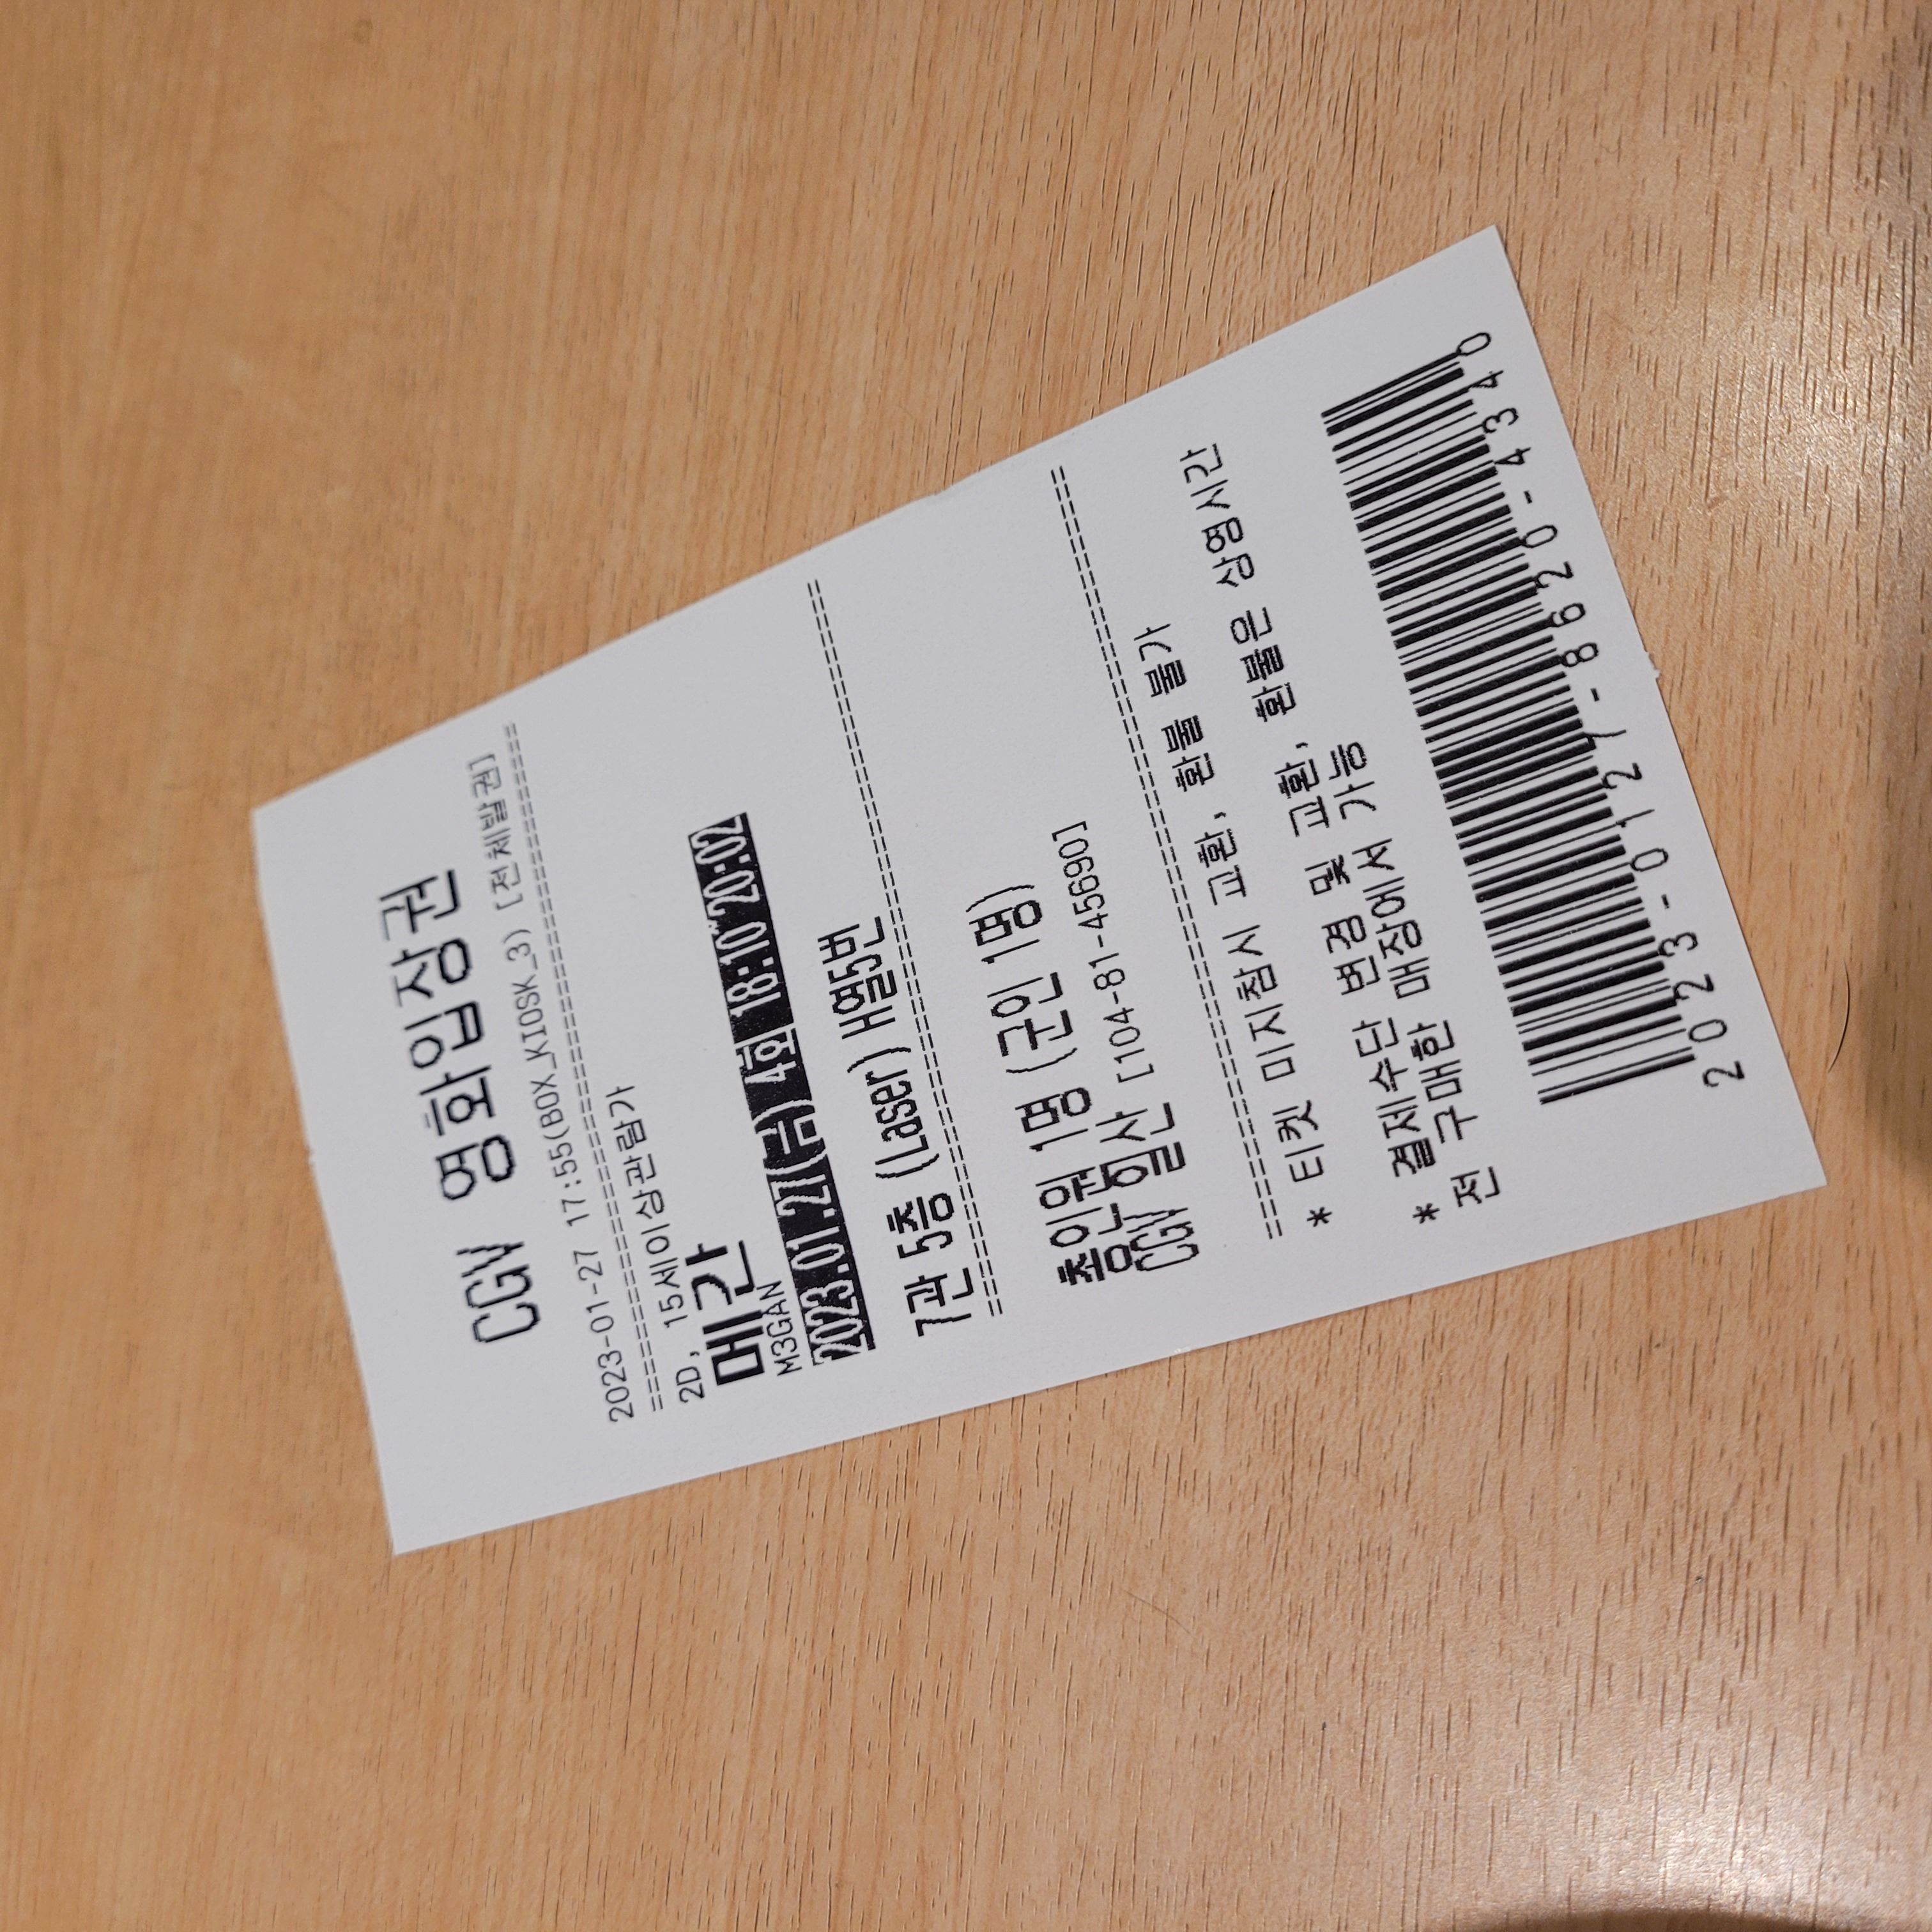 CGV 영화입장권
2023-01-27 17:55(BOX_KIOSK_3) [전체발권]
==================================================
2D, 15세이상관람가
메간
M3GAN
2023.01.27(금) 4회 18:10~20:02
7관 5층 (Laser) H열5번
==================================================
총인원 1명 (군인 1명)
CGV 일산 [104-81-45690]
==================================================
* 티켓 미지참시 교환, 환불 불가
* 결제수단 변경 및 교환, 환불은 상영시간
전 구매한 매장에서 가능
2023-0127-8620-4340